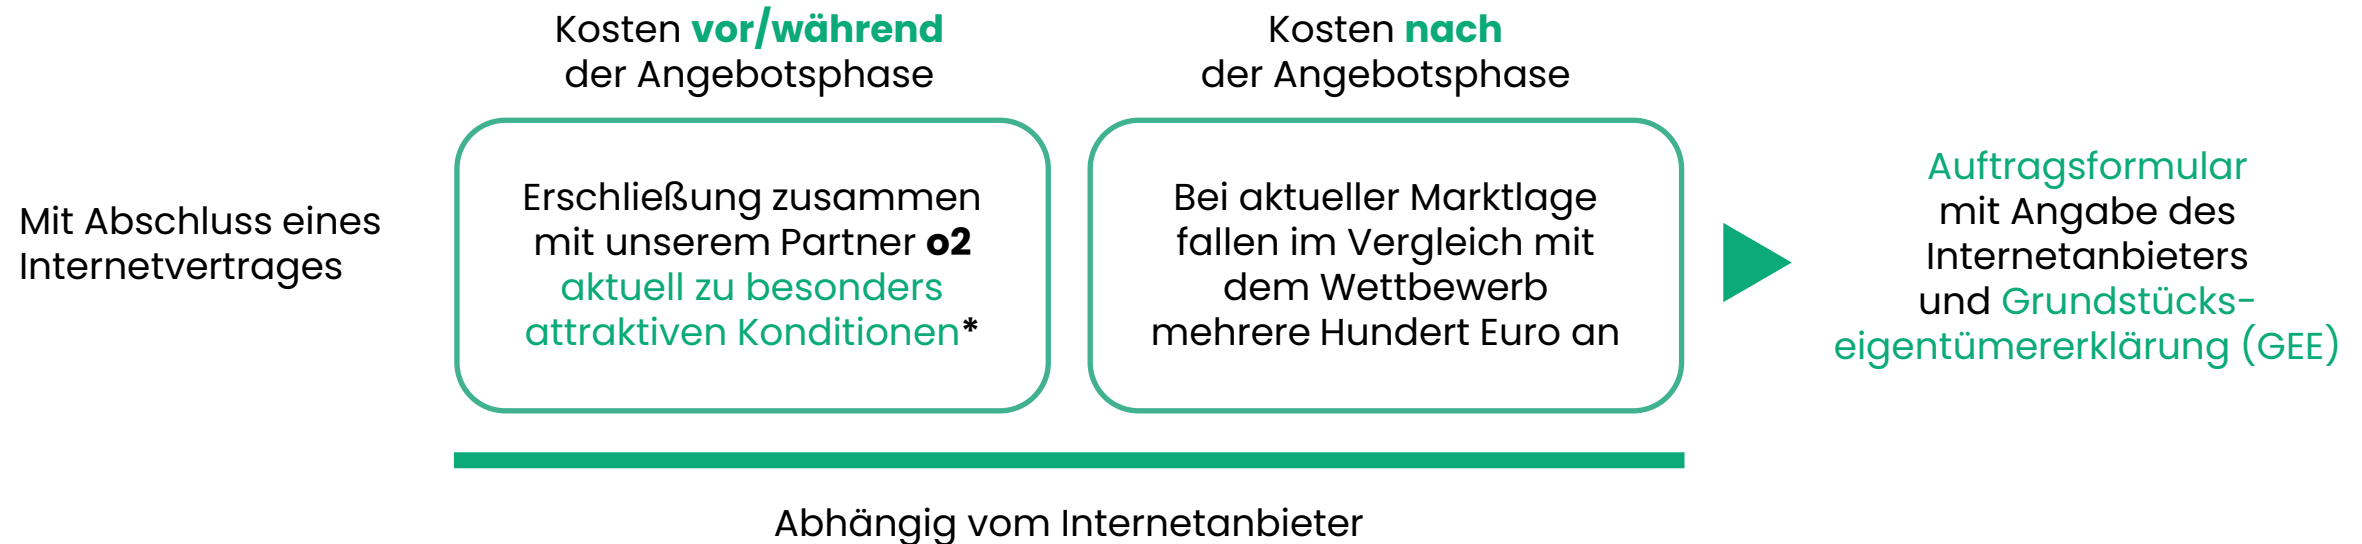 Kosten vor/während
der Angebotsphase
Kosten nach
der Angebotsphase
Mit Abschluss eines
Internetvertrages
Erschließung zusammen
mit unserem Partner o2
aktuell zu besonders
attraktiven Konditionen*
Bei aktueller Marktlage
fallen im Vergleich mit
dem Wettbewerb
mehrere Hundert Euro an
Auftragsformular
mit Angabe des
Internetanbieters
und Grundstücks-
eigentümererklärung (GEE)
Abhängig vom Internetanbieter